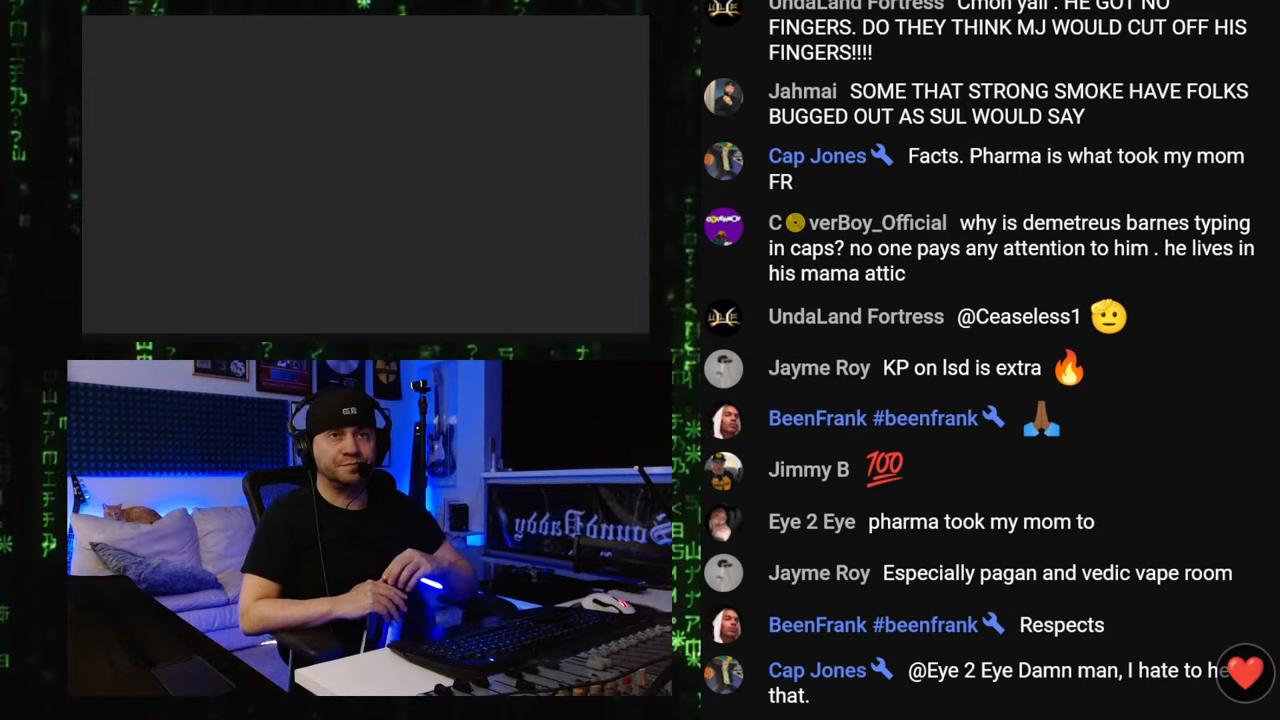 UndaLand Fortress Cmon yall . HE GOT NO
FINGERS. DO THEY THINK MJ WOULD CUT OFF HIS
FINGERS!!!!
Jahmai SOME THAT STRONG SMOKE HAVE FOLKS
BUGGED OUT AS SUL WOULD SAY
Cap Jones Facts. Pharma is what took my mom
FR
C verBoy_Official why is demetreus barnes typing
in caps? no one pays any attention to him . he lives in
his mama attic
UndaLand Fortress @Ceaseless1 🫡
Jayme Roy KP on lsd is extra 🔥
BeenFrank #beenfrank 🙏🏾
Jimmy B 💯
Eye 2 Eye pharma took my mom to
Jayme Roy Especially pagan and vedic vape room
BeenFrank #beenfrank Respects
Cap Jones @Eye 2 Eye Damn man, I hate to he
that.
SoundDaddy